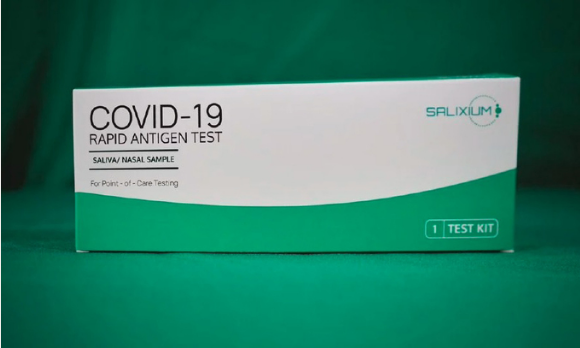 COVID-19
RAPID ANTIGEN TEST
SALIVA/ NASAL SAMPLE
For Point - of - Care Testing
SALIXIUM
1 TEST KIT